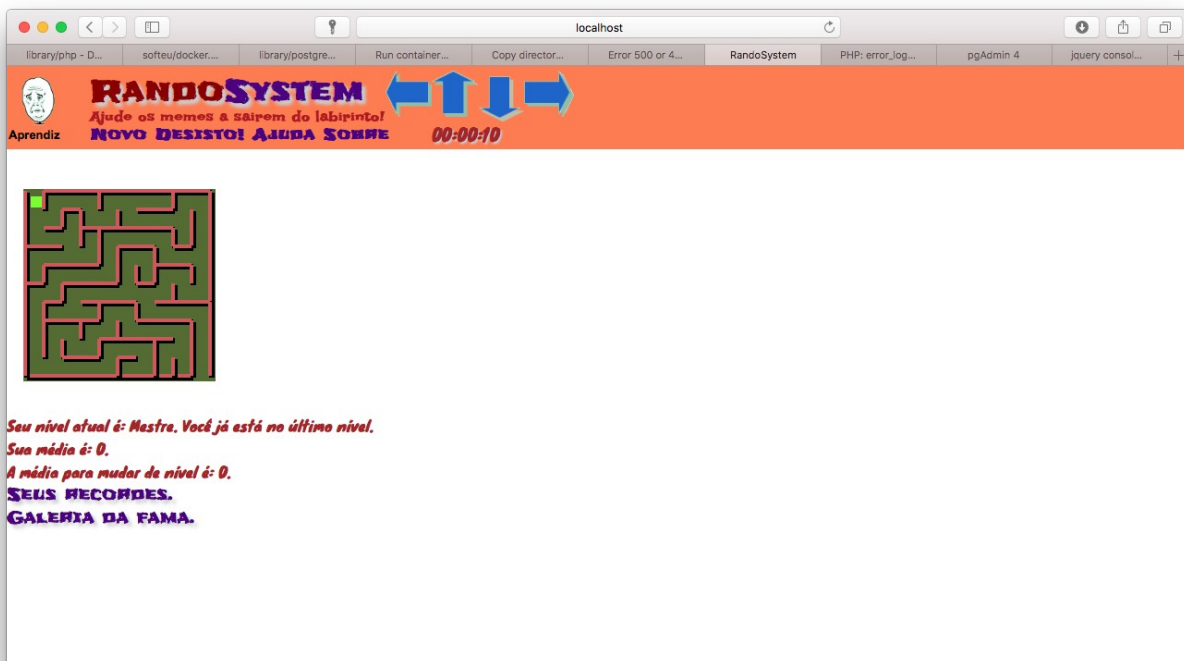 localhost
library/php - D... softeu/docker.... library/postgre... Run container... Copy director... Error 500 or 4... RandoSystem PHP: error_log... pgAdmin 4 jquery consol...
RandoSystem
Ajude os memes a sairem do labirinto!
Aprendiz Novo Desisto! Ajuda Sobre 00:00:10
Seu nível atual é: Mestre. Você já está no último nível.
Sua média é: 0.
A média para mudar de nível é: 0.
Seus recordes.
Galeria da fama.